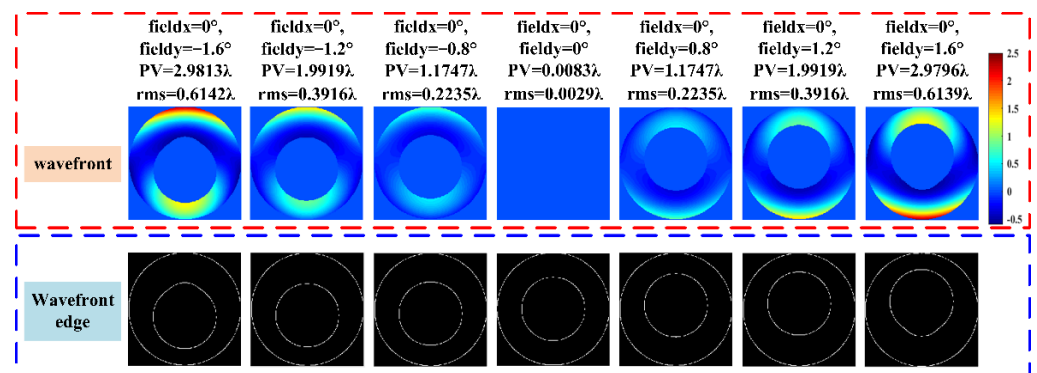 fieldx=0°,
fieldy=−1.6°
PV=2.9813λ
rms=0.6142λ
fieldx=0°,
fieldy=−1.2°
PV=1.9919λ
rms=0.3916λ
fieldx=0°,
fieldy=−0.8°
PV=1.1747λ
rms=0.2235λ
fieldx=0°,
fieldy=0°
PV=0.0083λ
rms=0.0029λ
fieldx=0°,
fieldy=0.8°
PV=1.1747λ
rms=0.2235λ
fieldx=0°,
fieldy=1.2°
PV=1.9919λ
rms=0.3916λ
fieldx=0°,
fieldy=1.6°
PV=2.9796λ
rms=0.6139λ
2.5
2
1.5
1
0.5
0
-0.5
wavefront
Wavefront
edge